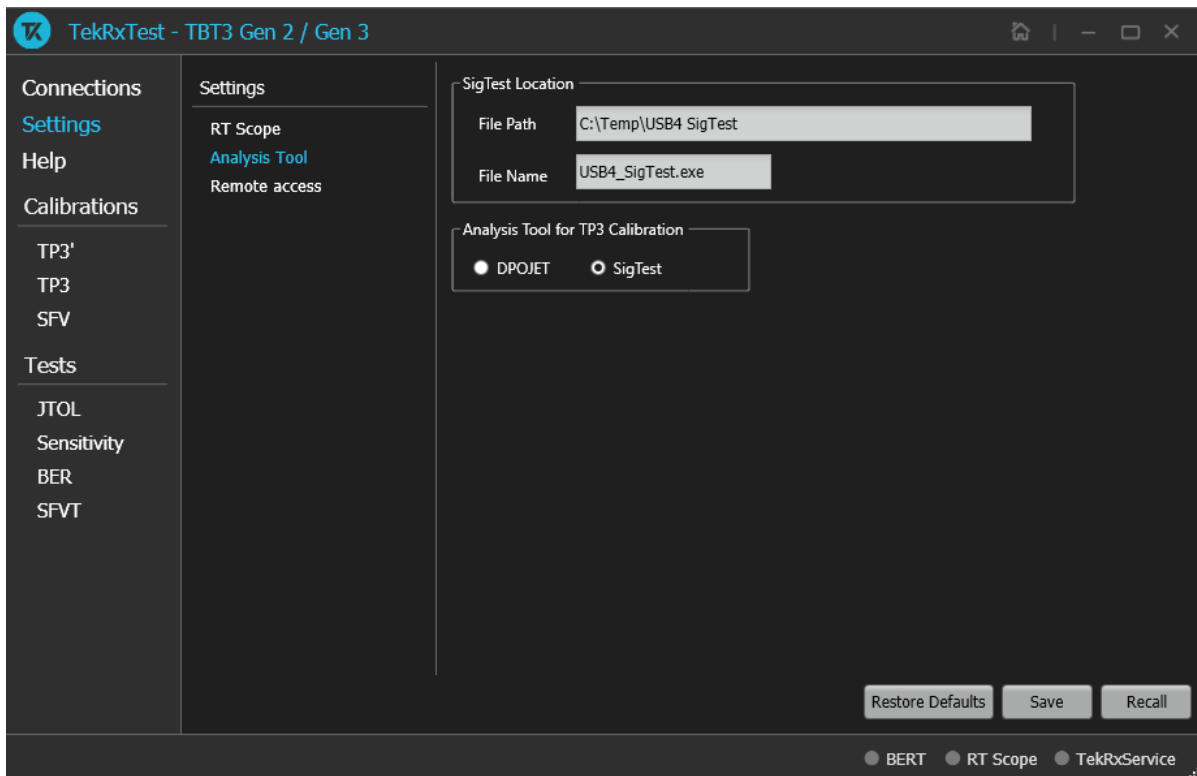 TekRxTest - TBT3 Gen 2 / Gen 3
Connections
Settings
Help
Calibrations
TP3'
TP3
SFV
Tests
JTOL
Sensitivity
BER
SFVT
Settings
RT Scope
Analysis Tool
Remote access
SigTest Location
File Path C:\Temp\USB4 SigTest
File Name USB4_SigTest.exe
Analysis Tool for TP3 Calibration
DPOJET SigTest
Restore Defaults Save Recall
BERT RT Scope TekRxService